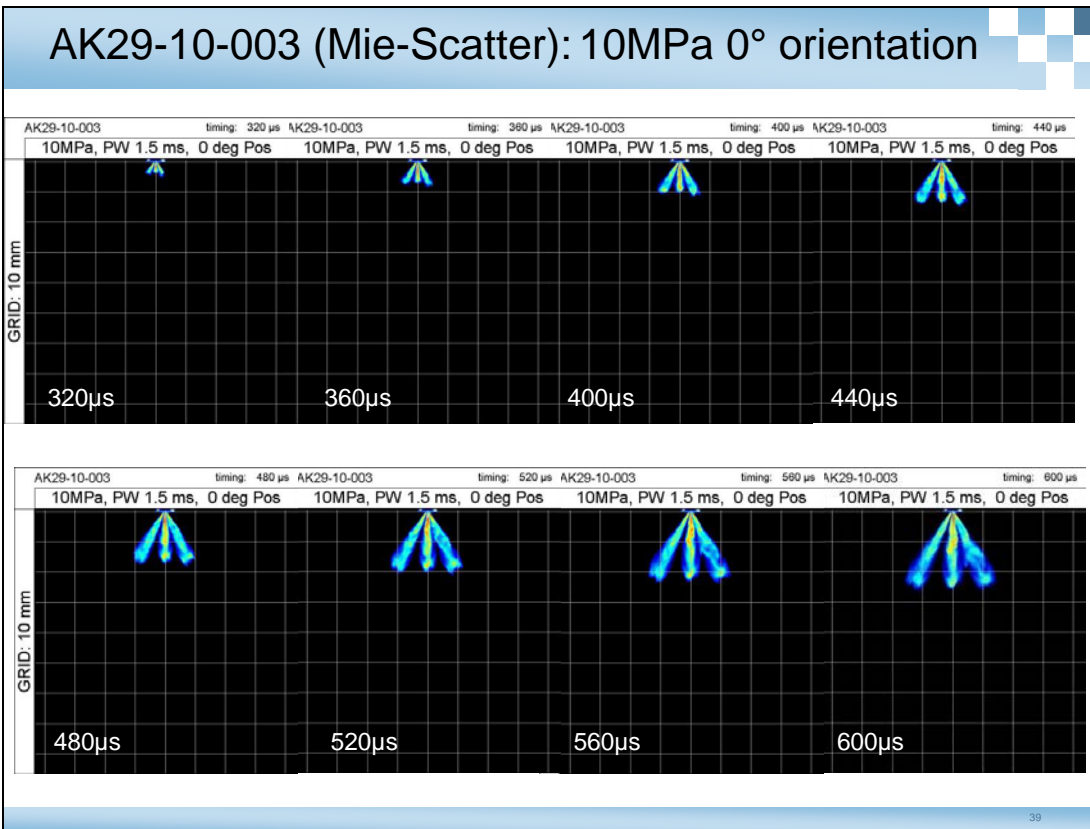 AK29-10-003 (Mie-Scatter): 10MPa 0° orientation
AK29-10-003 timing: 320 µs AK29-10-003 timing: 360 µs AK29-10-003 timing: 400 µs AK29-10-003 timing: 440 µs
10MPa, PW 1.5 ms, 0 deg Pos 10MPa, PW 1.5 ms, 0 deg Pos 10MPa, PW 1.5 ms, 0 deg Pos 10MPa, PW 1.5 ms, 0 deg Pos
GRID: 10 mm
320µs 360µs 400µs 440µs
AK29-10-003 timing: 480 µs AK29-10-003 timing: 520 µs AK29-10-003 timing: 560 µs AK29-10-003 timing: 600 µs
10MPa, PW 1.5 ms, 0 deg Pos 10MPa, PW 1.5 ms, 0 deg Pos 10MPa, PW 1.5 ms, 0 deg Pos 10MPa, PW 1.5 ms, 0 deg Pos
GRID: 10 mm
480µs 520µs 560µs 600µs
39